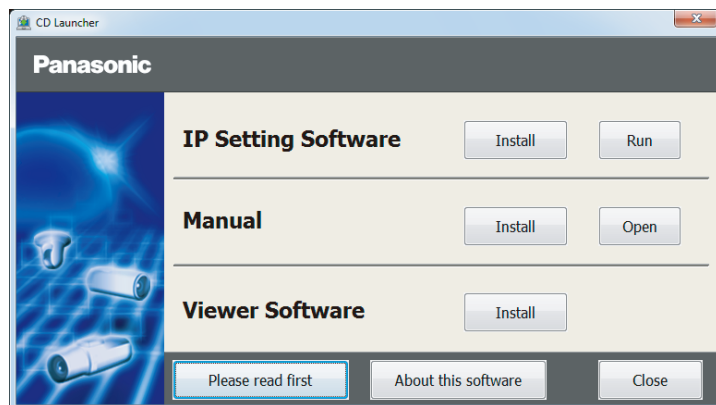 CD Launcher
Panasonic
IP Setting Software Install Run
Manual Install Open
Viewer Software Install
Please read first About this software Close